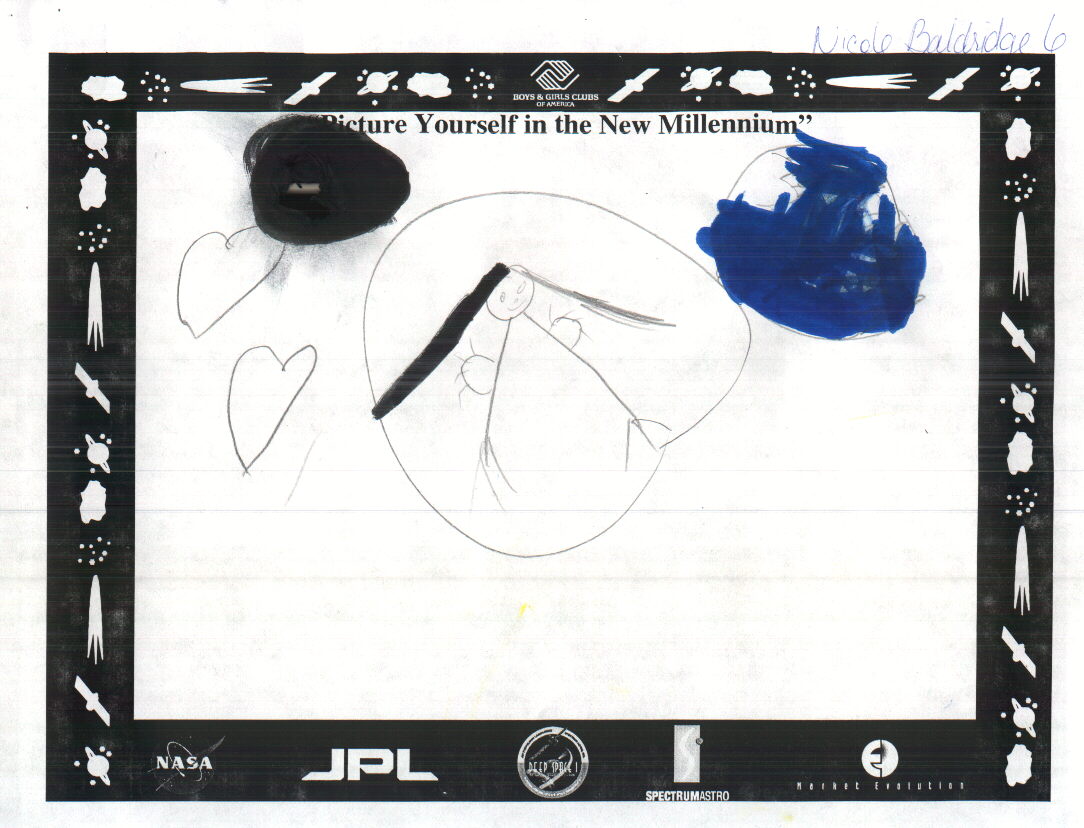 Nicole Baldridge 6
BOYS & GIRLS CLUBS
OF AMERICA
"Picture Yourself in the New Millennium"
NASA
JPL
DEEP SPACE 1
SPECTRUMASTRO
Market Evolution